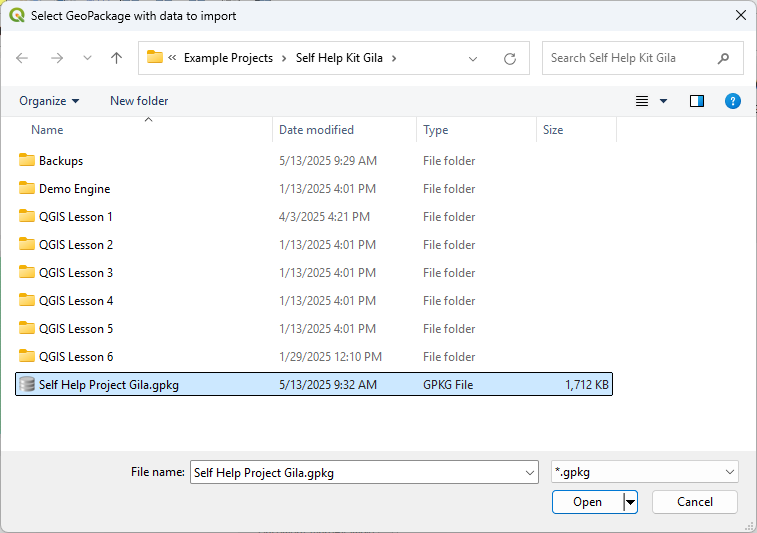 Select GeoPackage with data to import
« Example Projects > Self Help Kit Gila >
Search Self Help Kit Gila
Organize
New folder
Name Date modified Type Size
Backups 5/13/2025 9:29 AM File folder
Demo Engine 1/13/2025 4:01 PM File folder
QGIS Lesson 1 4/3/2025 4:21 PM File folder
QGIS Lesson 2 1/13/2025 4:01 PM File folder
QGIS Lesson 3 1/13/2025 4:01 PM File folder
QGIS Lesson 4 1/13/2025 4:01 PM File folder
QGIS Lesson 5 1/13/2025 4:01 PM File folder
QGIS Lesson 6 1/29/2025 12:10 PM File folder
Self Help Project Gila.gpkg 5/13/2025 9:32 AM GPKG File 1,712 KB
File name: Self Help Project Gila.gpkg *.gpkg
Open Cancel